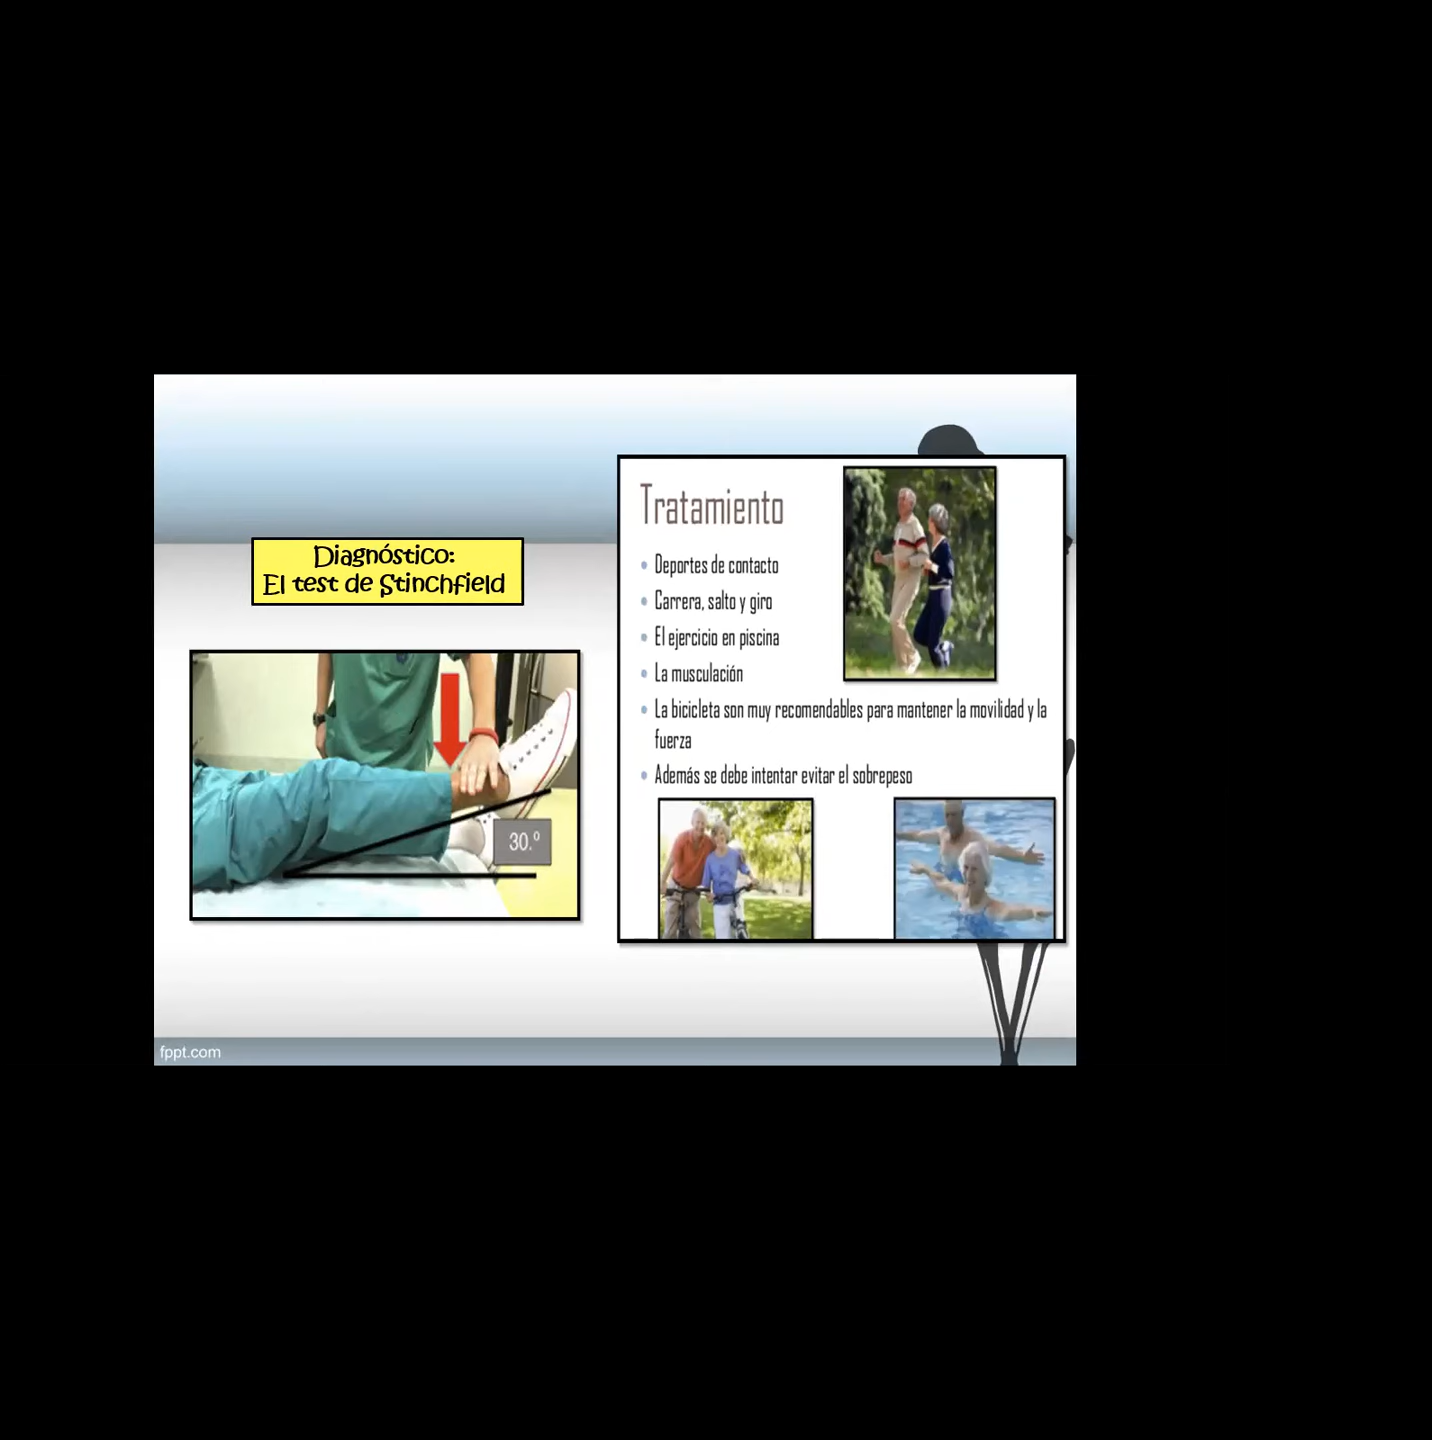 Diagnóstico:
El test de Stinchfield
30.º
Tratamiento
• Deportes de contacto
• Carrera, salto y giro
• El ejercicio en piscina
• La musculación
• La bicicleta son muy recomendables para mantener la movilidad y la
fuerza
• Además se debe intentar evitar el sobrepeso
fppt.com